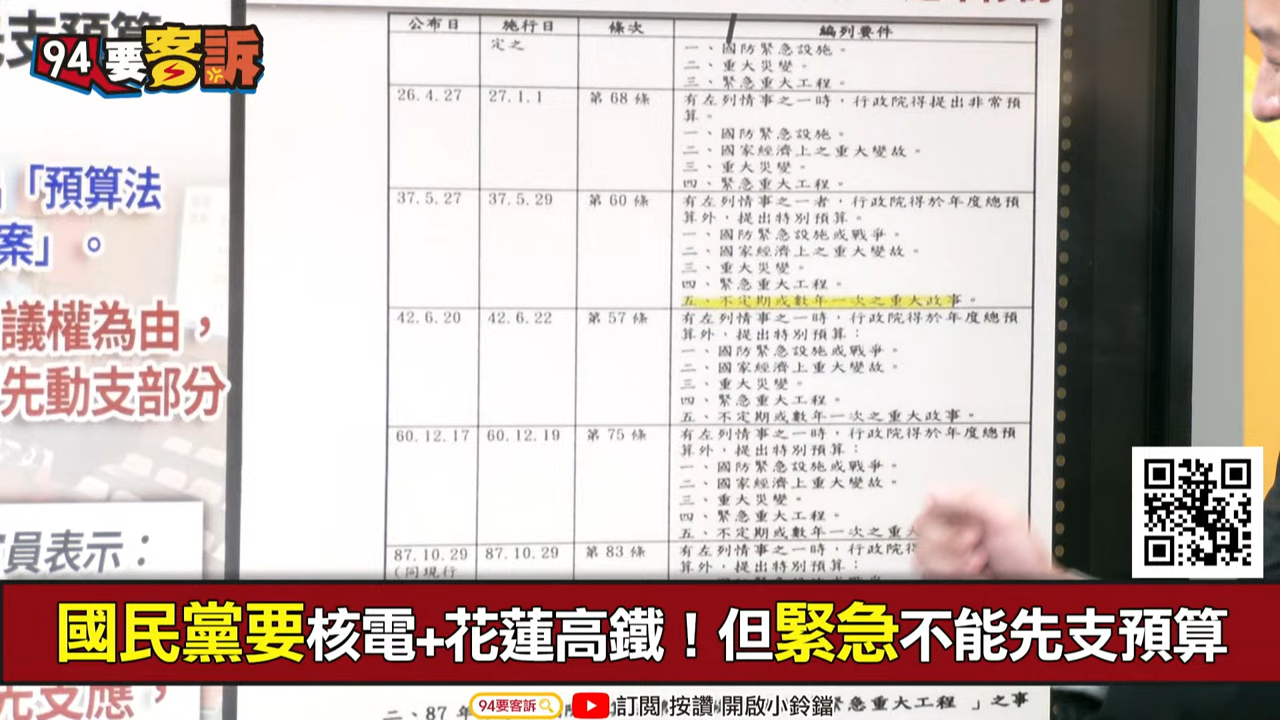 先支預算
94要客訴
「預算法
案」。
議權為由，
先動支部分
員表示：
先支應，
公布日 施行日 條次 編列要件
定之 一、國防緊急設施。
二、重大災變。
三、緊急重大工程。
26.4.27 27.1.1 第 68 條 有左列情事之一時，行政院得提出非常預
算。
一、國防緊急設施。
二、國家經濟上之重大變故。
三、重大災變。
四、緊急重大工程。
37.5.27 37.5.29 第 60 條 有左列情事之一者，行政院得於年度總預
算外，提出特別預算。
一、國防緊急設施或戰爭。
二、國家經濟上之重大變故。
三、重大災變。
四、緊急重大工程。
五、不定期或數年一次之重大政事。
42.6.20 42.6.22 第 57 條 有左列情事之一時，行政院得於年度總預
算外，提出特別預算：
一、國防緊急設施或戰爭。
二、國家經濟上重大變故。
三、重大災變。
四、緊急重大工程。
五、不定期或數年一次之重大政事。
60.12.17 60.12.19 第 75 條 有左列情事之一時，行政院得於年度總預
算外，提出特別預算：
一、國防緊急設施或戰爭。
二、國家經濟上重大變故。
三、重大災變。
四、緊急重大工程。
五、不定期或數年一次之重大
87.10.29 87.10.29 第 83 條 有左列情事之一時，行政院得
（同現行 算外，提出特別預算：
國民黨要核電+花蓮高鐵！但緊急不能先支預算
二、87 年 緊急重大工程 」之事
94要客訴 訂閱 按讚 開啟小鈴鐺